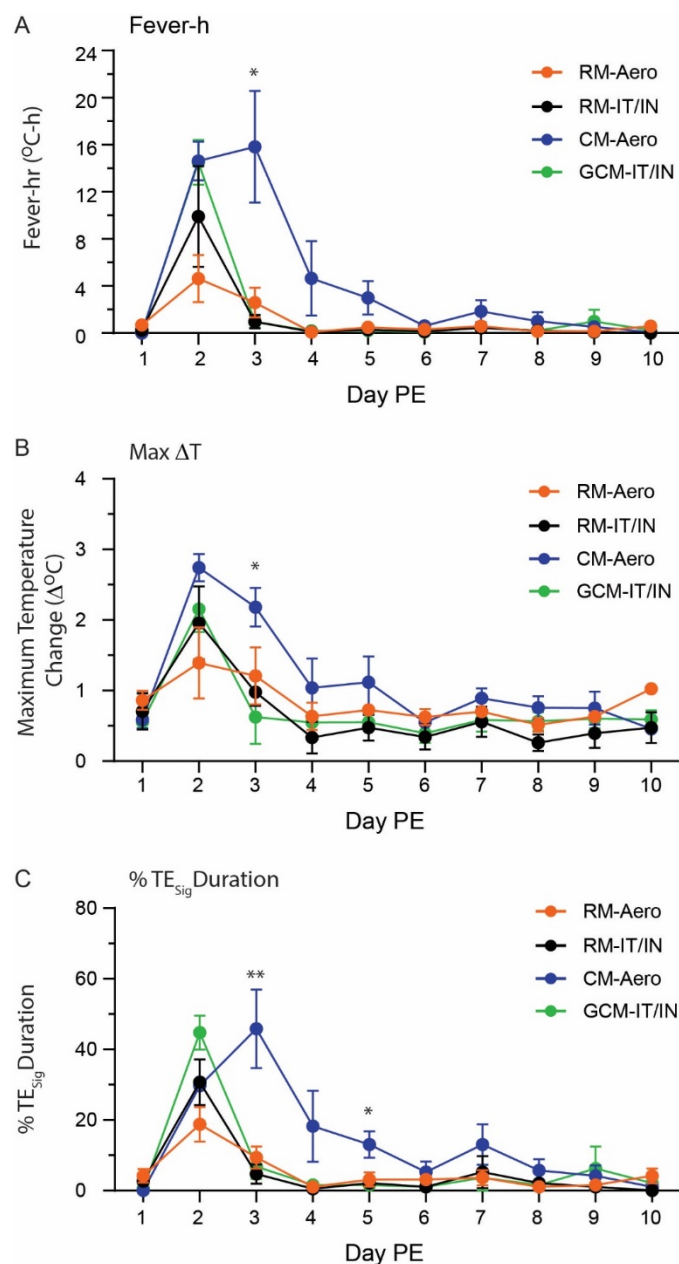 A
Fever-h
24
20
16
12
8
4
0
Fever-hr (°C-h)
*
RM-Aero
RM-IT/IN
CM-Aero
GCM-IT/IN
1 2 3 4 5 6 7 8 9 10
Day PE
B
Max ΔT
4
3
2
1
0
Maximum Temperature
Change (Δ°C)
*
RM-Aero
RM-IT/IN
CM-Aero
GCM-IT/IN
1 2 3 4 5 6 7 8 9 10
Day PE
C
% TESig Duration
80
60
40
20
0
% TESig Duration
**
*
RM-Aero
RM-IT/IN
CM-Aero
GCM-IT/IN
1 2 3 4 5 6 7 8 9 10
Day PE